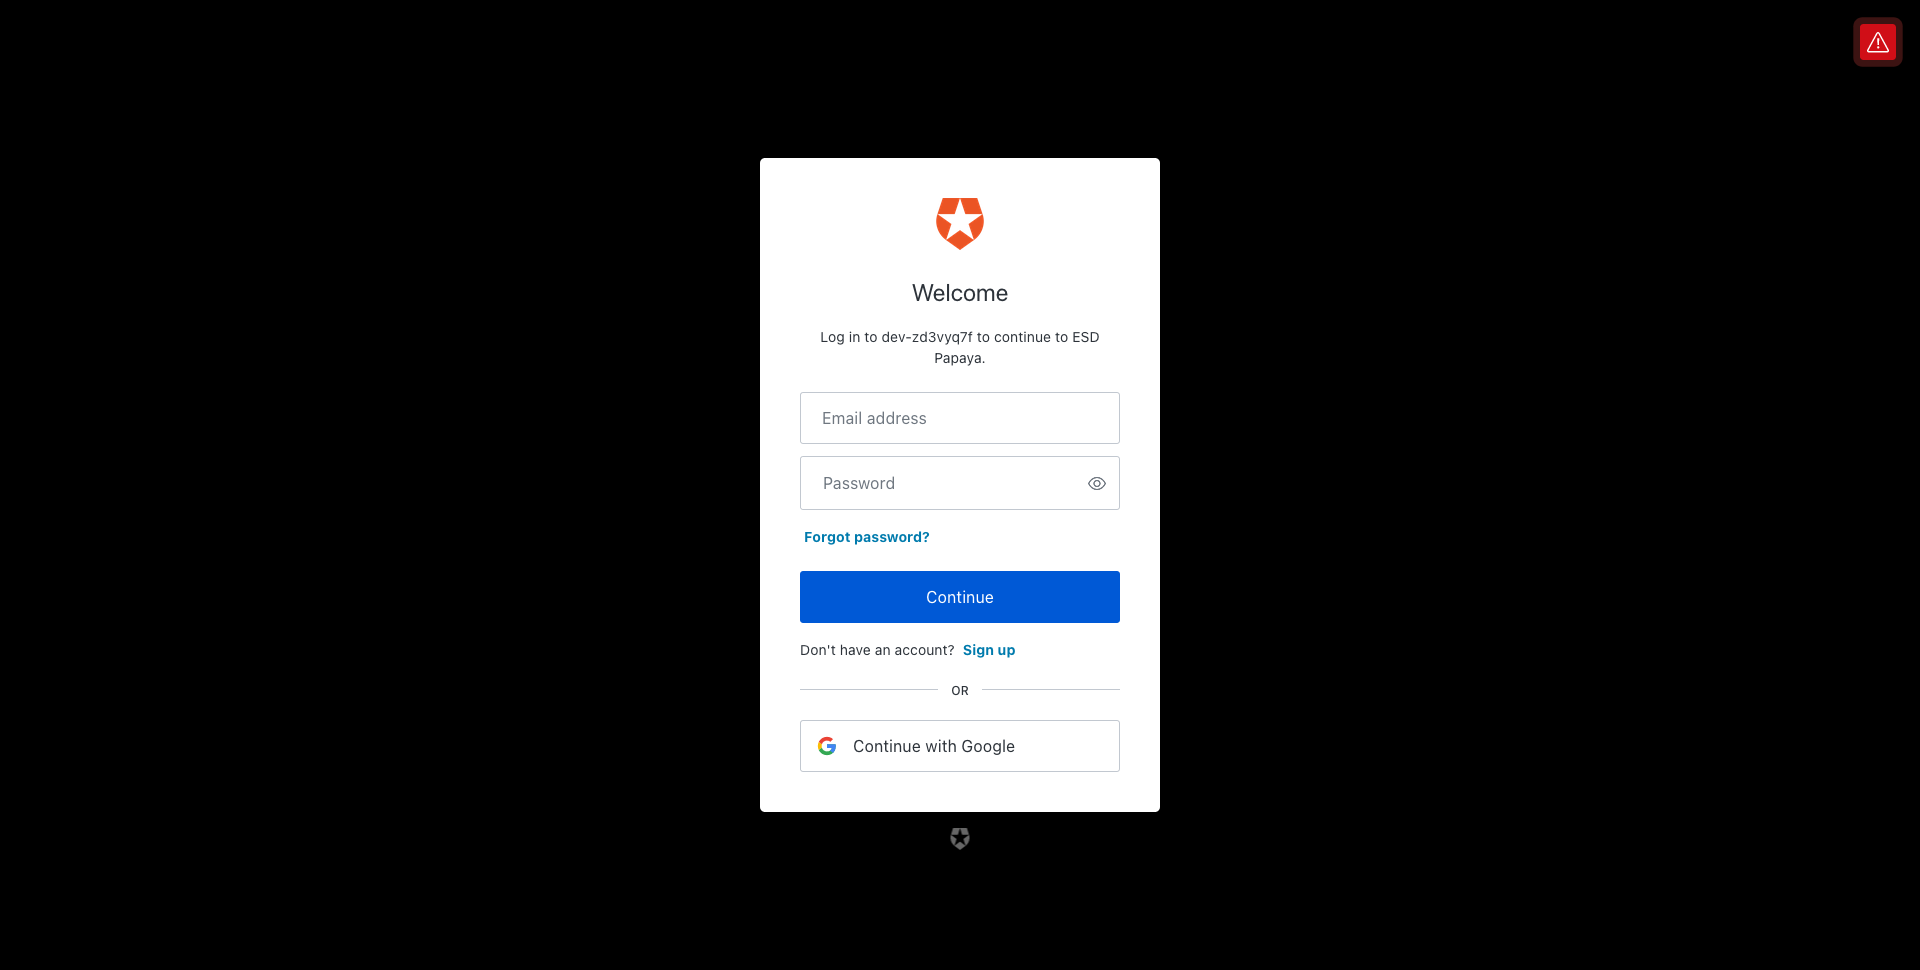 Welcome
Log in to dev-zd3vyq7f to continue to ESD
Papaya.
Email address
Password
Forgot password?
Continue
Don't have an account? Sign up
OR
Continue with Google